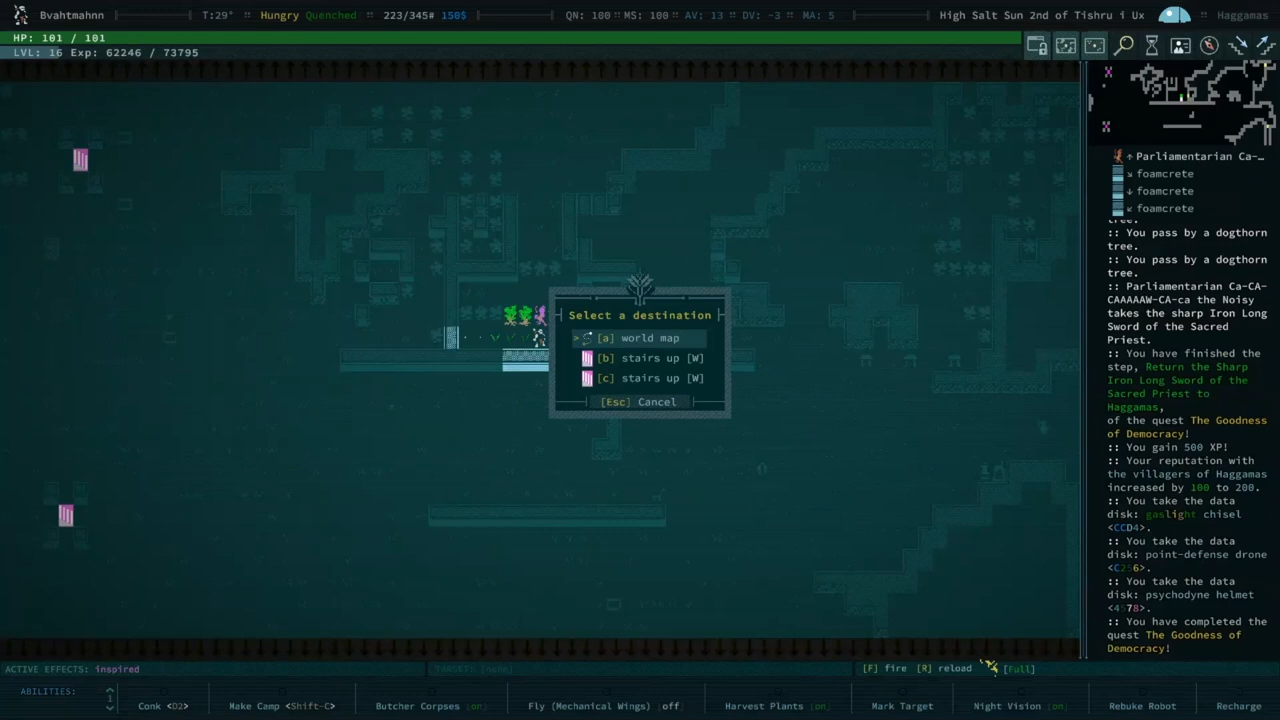 Bvahtmahnn T:29° :: Hungry Quenched :: 223/345# 150$ QN: 100 :: MS: 100 :: AV: 13 :: DV: -3 :: MA: 5 High Salt Sun 2nd of Tishru i Ux Haggamas
HP: 101 / 101
LVL: 16 Exp: 62246 / 73795
↑ Parliamentarian Ca-…
↘ foamcrete
↓ foamcrete
↙ foamcrete
tree.
:: You pass by a dogthorn
tree.
:: You pass by a dogthorn
tree.
:: Parliamentarian Ca-CA-
CAAAAAW-CA-ca the Noisy
takes the sharp Iron Long
Sword of the Sacred
Priest.
:: You have finished the
step, Return the Sharp
Iron Long Sword of the
Sacred Priest to
Haggamas,
of the quest The Goodness
of Democracy!
:: You gain 500 XP!
:: Your reputation with
the villagers of Haggamas
increased by 100 to 200.
:: You take the data
disk: gaslight chisel
<CCD4>.
:: You take the data
disk: point-defense drone
<C256>.
:: You take the data
disk: psychodyne helmet
<4578>.
:: You have completed the
quest The Goodness of
Democracy!
Select a destination
> [a] world map
[b] stairs up [W]
[c] stairs up [W]
[Esc] Cancel
ACTIVE EFFECTS: inspired TARGET: [none] [F] fire [R] reload [Full]
ABILITIES: 1 Conk <02> Make Camp <Shift-C> Butcher Corpses [on] Fly (Mechanical Wings) [off] Harvest Plants [on] Mark Target Night Vision [on] Rebuke Robot Recharge